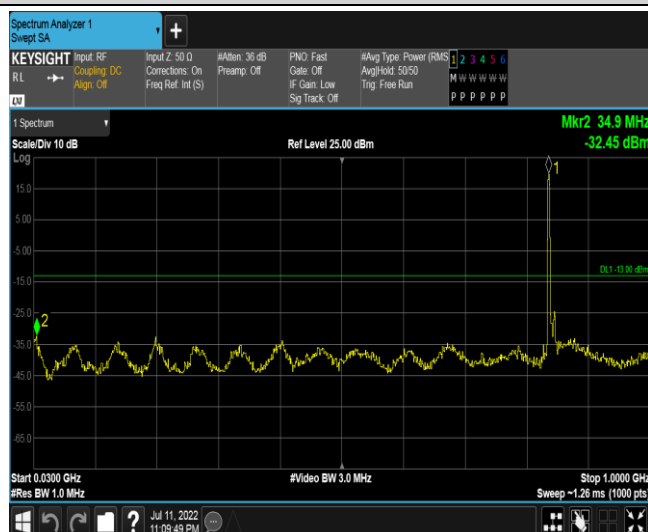 Spectrum Analyzer 1
Swept SA
+
KEYSIGHT
RL
LXI
Input: RF
Coupling: DC
Align: Off
Input Z: 50 Ω
Corrections: On
Freq Ref: Int (S)
#Atten: 36 dB
Preamp: Off
PNO: Fast
Gate: Off
IF Gain: Low
Sig Track: Off
#Avg Type: Power (RMS
Avg|Hold: 50/50
Trig: Free Run
1 2 3 4 5 6
M W W W W W
P P P P P P
1 Spectrum
Mkr2 34.9 MHz
Scale/Div 10 dB
Ref Level 25.00 dBm
-32.45 dBm
Log
1
15.0
5.00
-5.00
DL1 -13.00 dBm
-15.0
-25.0
2
-35.0
-45.0
-55.0
-65.0
Start 0.0300 GHz
#Video BW 3.0 MHz
Stop 1.0000 GHz
#Res BW 1.0 MHz
Sweep ~1.26 ms (1000 pts)
?
Jul 11, 2022
11:09:49 PM